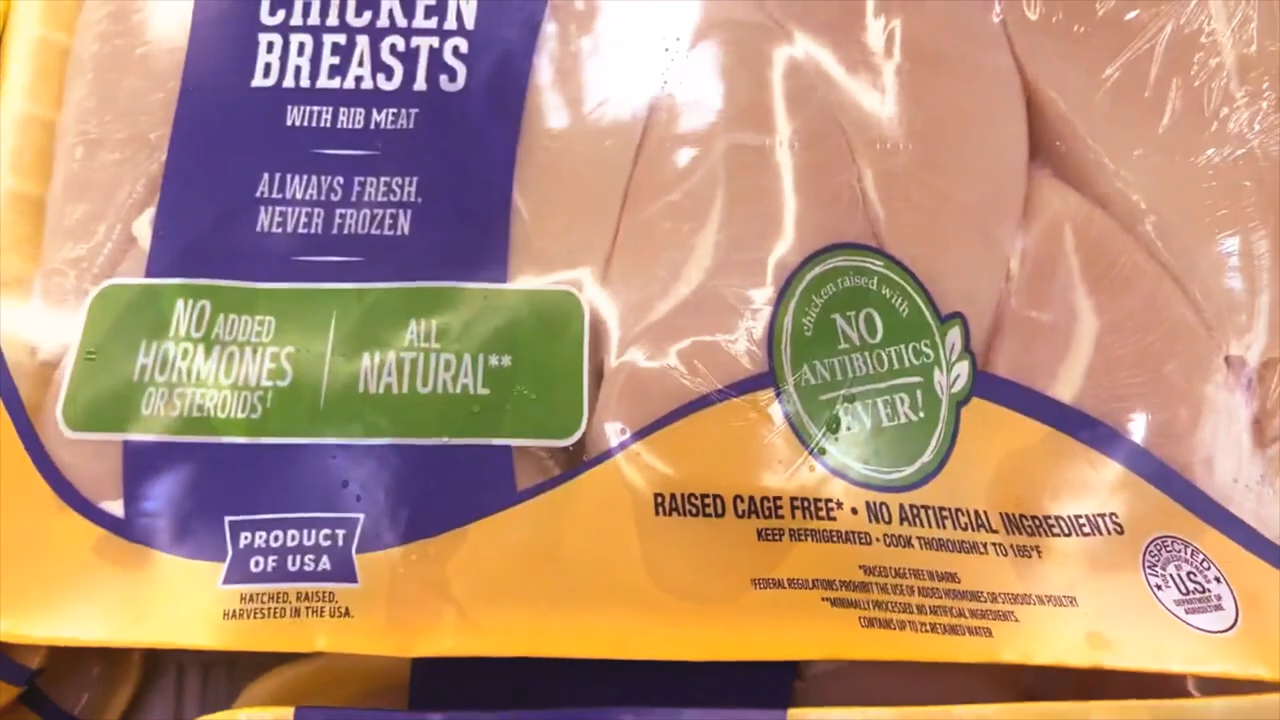 CHICKEN
BREASTS
WITH RIB MEAT
ALWAYS FRESH,
NEVER FROZEN
NO ADDED
HORMONES
OR STEROIDS†
ALL
NATURAL**
chicken raised with
NO
ANTIBIOTICS
EVER!
PRODUCT
OF USA
HATCHED, RAISED,
HARVESTED IN THE USA.
RAISED CAGE FREE* • NO ARTIFICIAL INGREDIENTS
KEEP REFRIGERATED • COOK THOROUGHLY TO 165°F
*RAISED CAGE FREE IN BARNS
†FEDERAL REGULATIONS PROHIBIT THE USE OF ADDED HORMONES OR STEROIDS IN POULTRY
**MINIMALLY PROCESSED. NO ARTIFICIAL INGREDIENTS.
CONTAINS UP TO 2% RETAINED WATER
INSPECTED
FOR WHOLESOMENESS
BY
U.S.
DEPARTMENT OF
AGRICULTURE